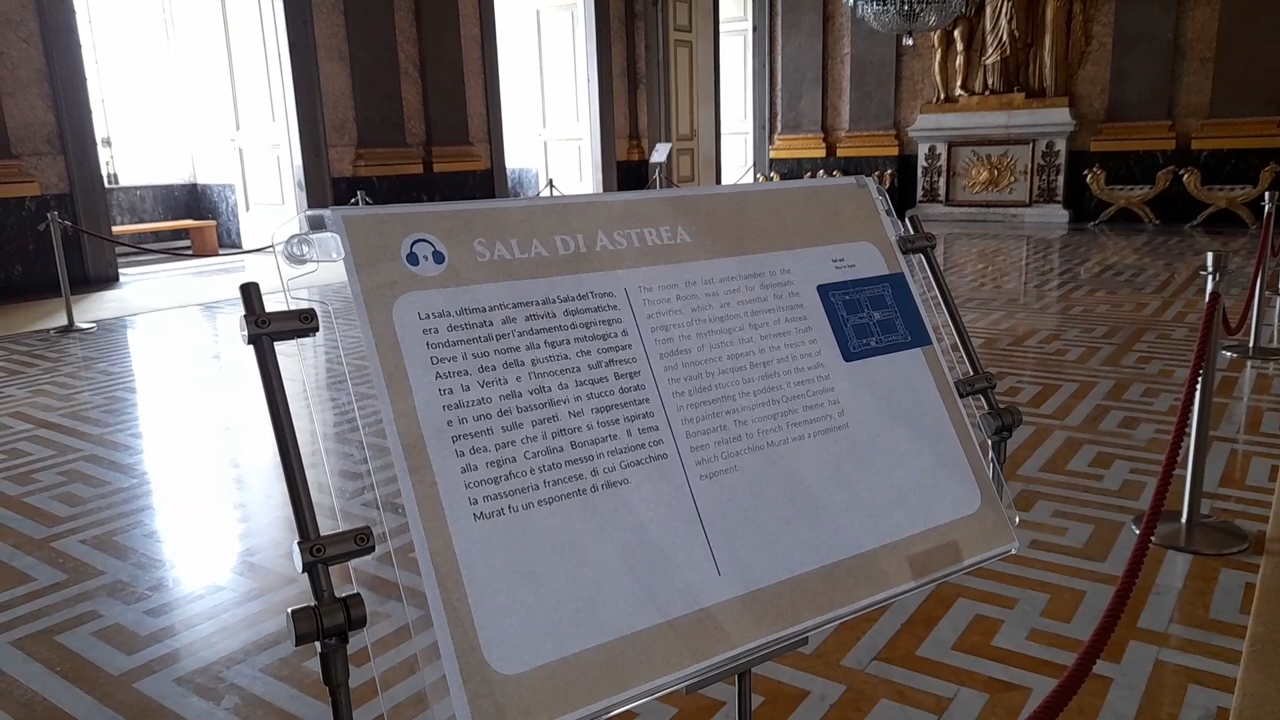 9
SALA DI ASTREA
La sala, ultima anticamera alla Sala del Trono,
era destinata alle attività diplomatiche,
fondamentali per l'andamento di ogni regno.
Deve il suo nome alla figura mitologica di
Astrea, dea della giustizia, che compare
tra la Verità e l'Innocenza sull'affresco
realizzato nella volta da Jacques Berger
e in uno dei bassorilievi in stucco dorato
presenti sulle pareti. Nel rappresentare
la dea, pare che il pittore si fosse ispirato
alla regina Carolina Bonaparte. Il tema
iconografico è stato messo in relazione con
la massoneria francese, di cui Gioacchino
Murat fu un esponente di rilievo.
The room, the last antechamber to the
Throne Room, was used for diplomatic
activities, which are essential for the
progress of the kingdom. It derives its name
from the mythological figure of Astrea,
goddess of justice that, between Truth
and Innocence appears in the fresco on
the vault by Jacques Berger and in one of
the gilded stucco bas-reliefs on the walls.
In representing the goddess, it seems that
the painter was inspired by Queen Caroline
Bonaparte. The iconographic theme has
been related to French Freemasonry, of
which Gioacchino Murat was a prominent
exponent.
Sei qui
You're here